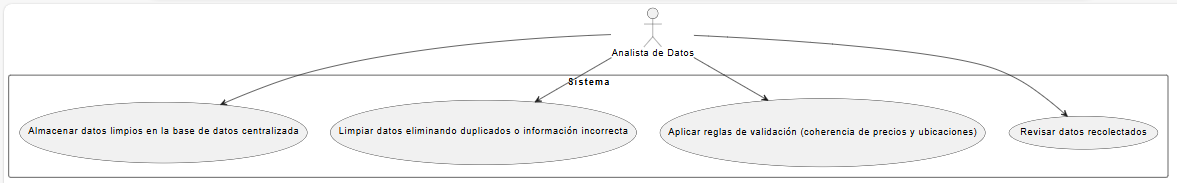 Analista de Datos
Sistema
Almacenar datos limpios en la base de datos centralizada
Limpiar datos eliminando duplicados o información incorrecta
Aplicar reglas de validación (coherencia de precios y ubicaciones)
Revisar datos recolectados